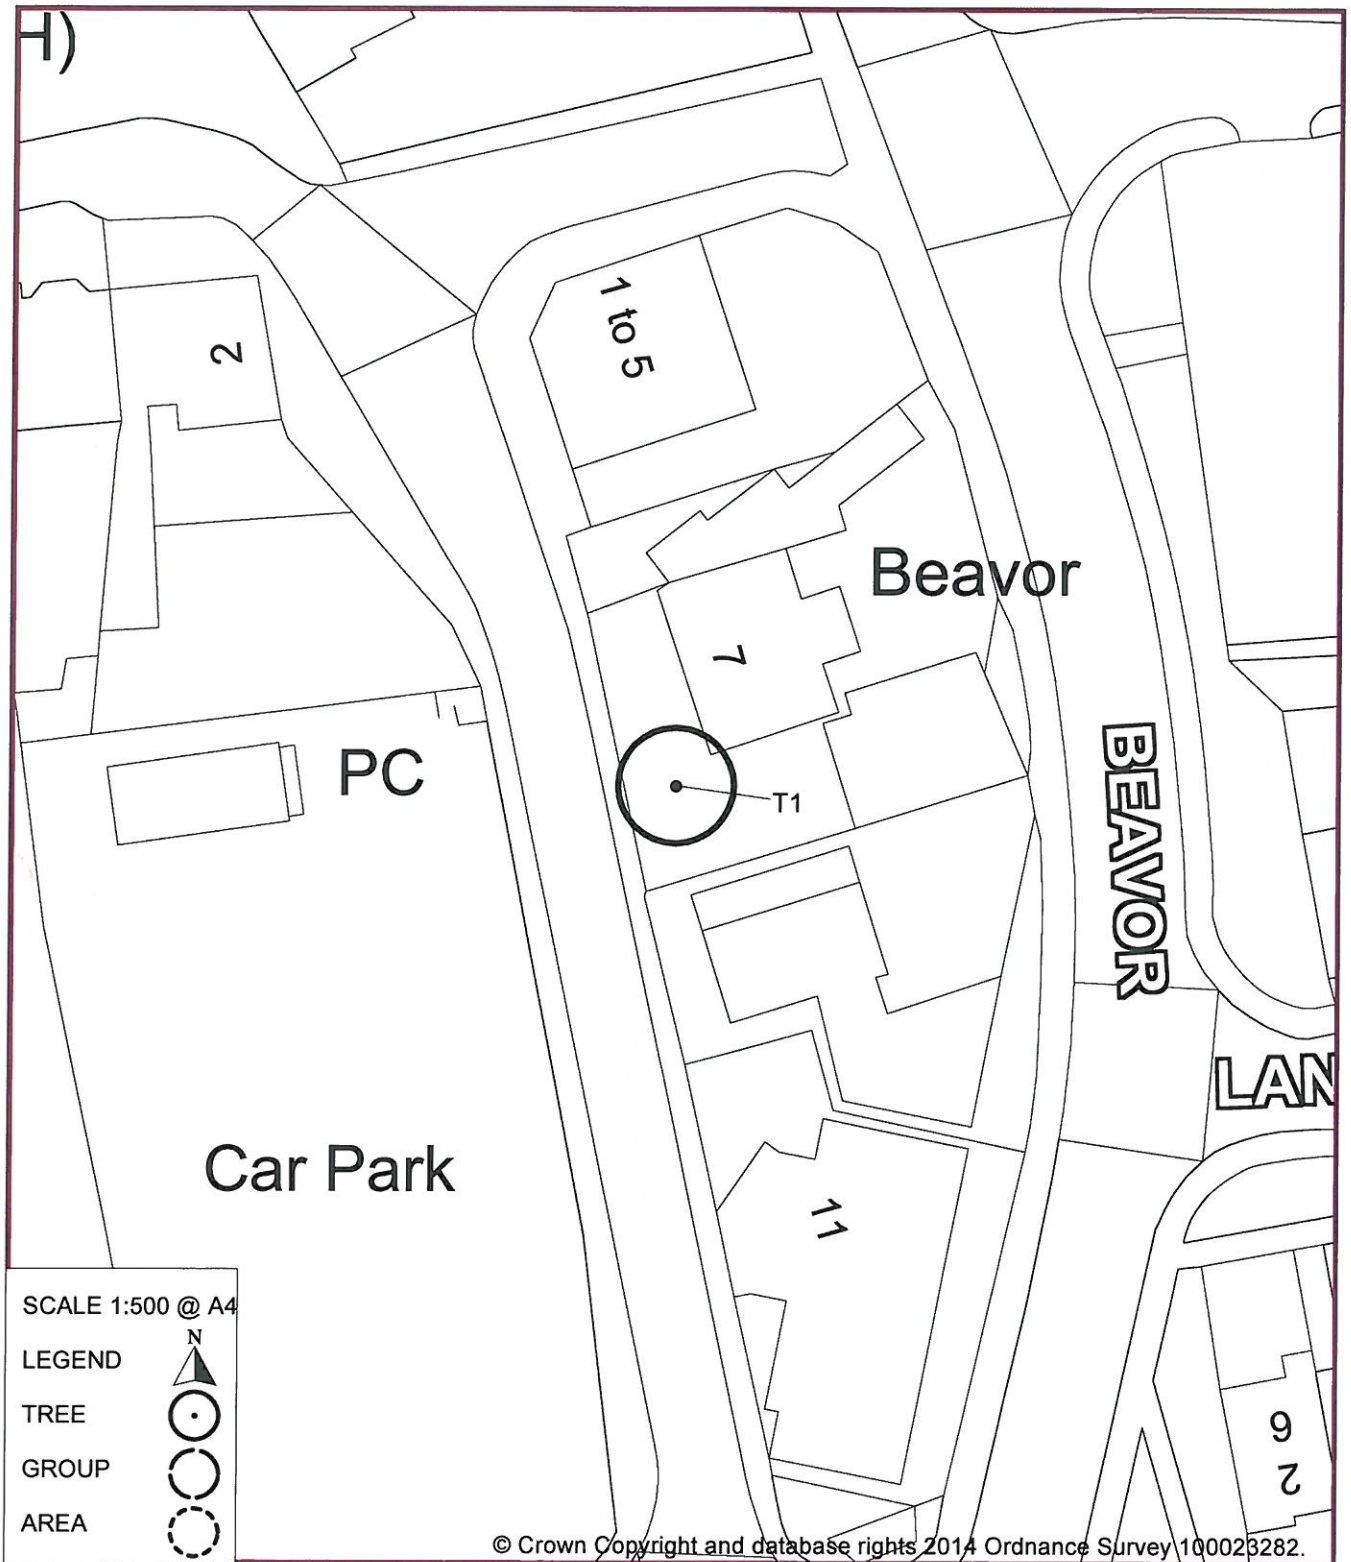 H)
1 to 5
2
Beavor
7
PC
T1
BEAVOR
LAN
Car Park
11
SCALE 1:500 @ A4
N
LEGEND
TREE
GROUP
AREA
6
2
© Crown Copyright and database rights 2014 Ordnance Survey 100023282.